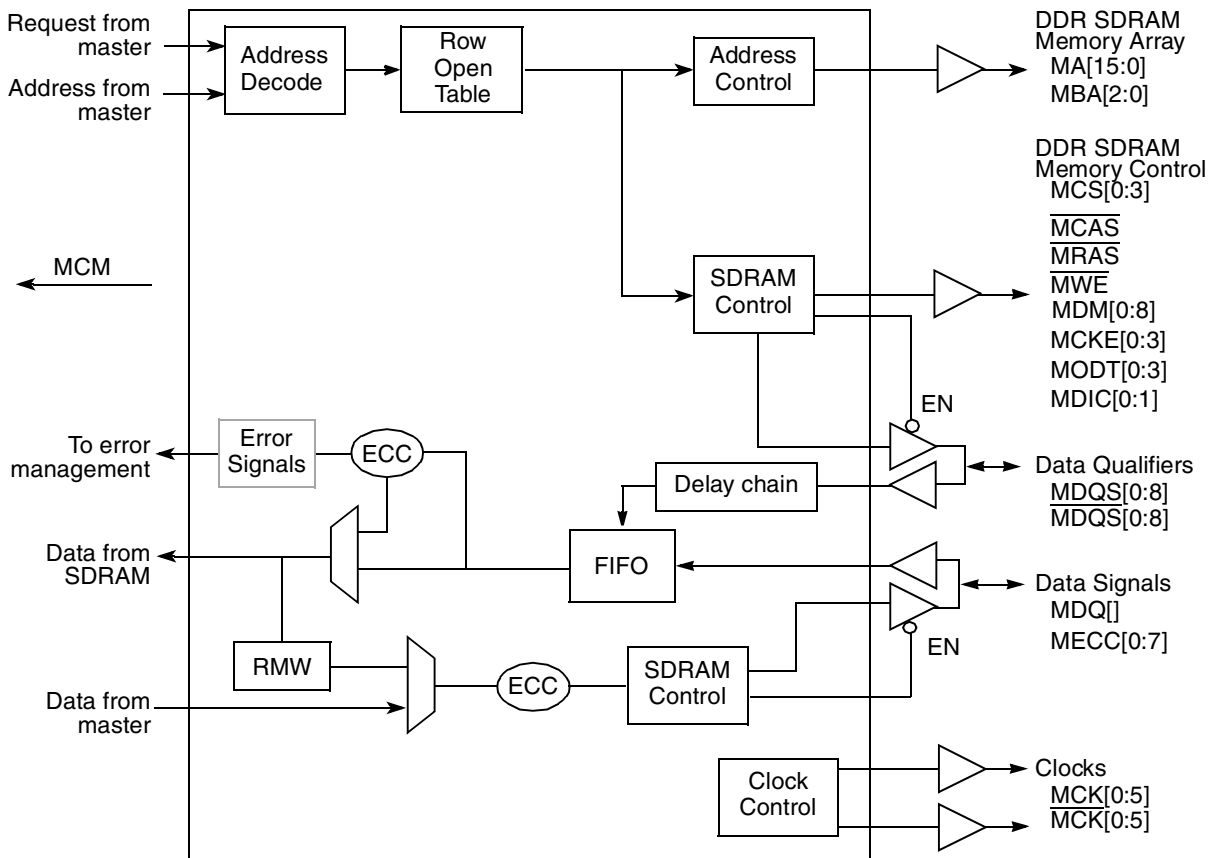 Request from
master
Address from
master
Address
Decode
Row
Open
Table
Address
Control
DDR SDRAM
Memory Array
MA[15:0]
MBA[2:0]
DDR SDRAM
Memory Control
MCS[0:3]
MCAS
MRAS
MWE
MDM[0:8]
MCKE[0:3]
MODT[0:3]
MDIC[0:1]
MCM
SDRAM
Control
EN
To error
management
Error
Signals
ECC
Delay chain
Data Qualifiers
MDQS[0:8]
MDQS[0:8]
Data from
SDRAM
FIFO
Data Signals
MDQ[]
MECC[0:7]
EN
RMW
ECC
SDRAM
Control
Data from
master
Clock
Control
Clocks
MCK[0:5]
MCK[0:5]